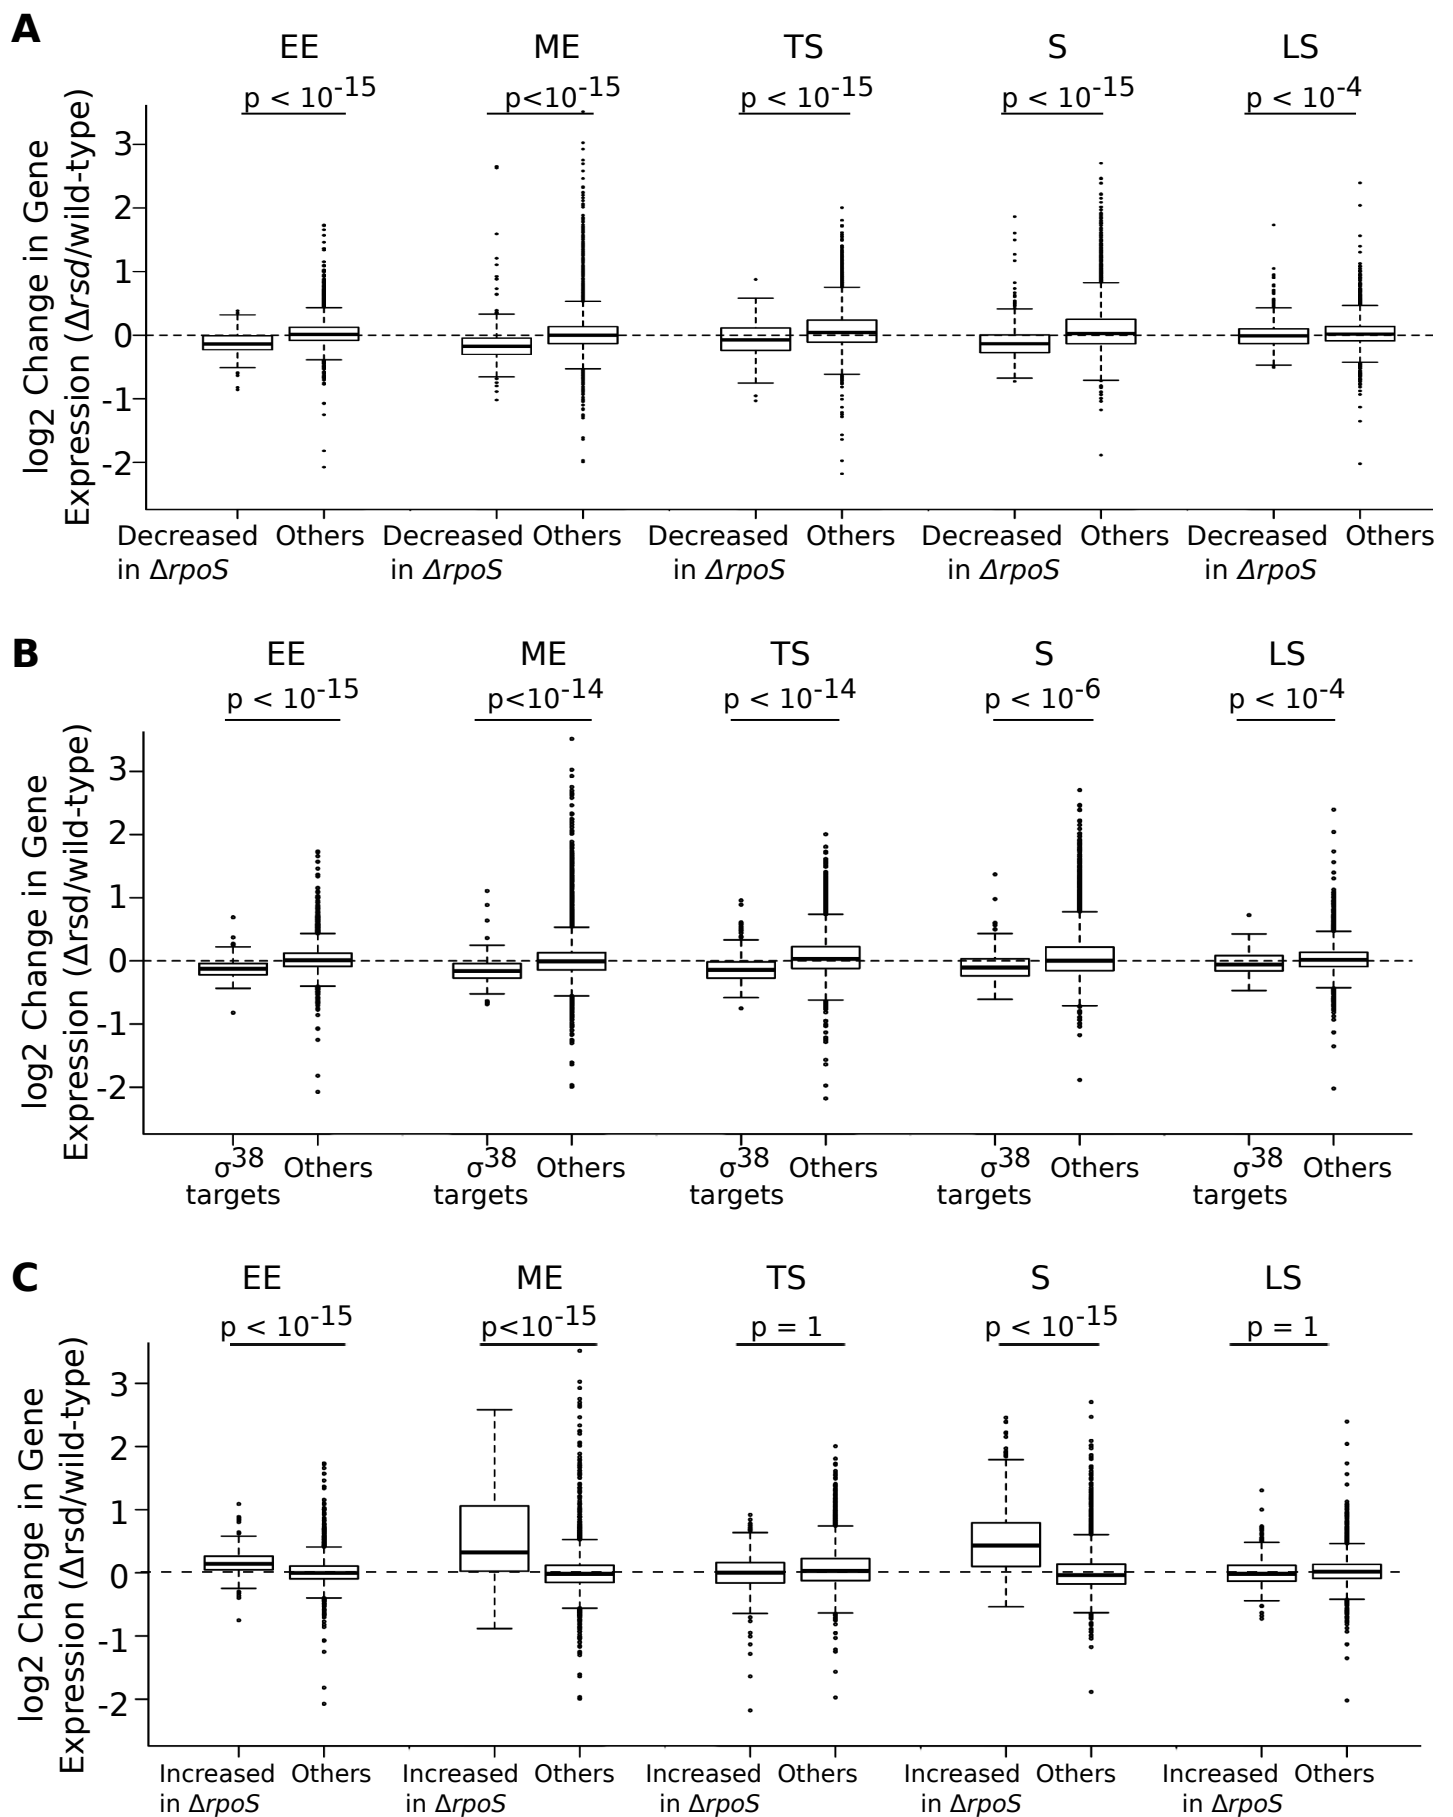 A
EE ME TS S LS
p < 10-15 p<10-15 p < 10-15 p < 10-15 p < 10-4
log2 Change in Gene
Expression (Δrsd/wild-type)
3
2
1
0
-1
-2
Decreased Others Decreased Others Decreased Others Decreased Others Decreased Others
in ΔrpoS in ΔrpoS in ΔrpoS in ΔrpoS in ΔrpoS
B
EE ME TS S LS
p < 10-15 p<10-14 p < 10-14 p < 10-6 p < 10-4
log2 Change in Gene
Expression (Δrsd/wild-type)
3
2
1
0
-1
-2
σ38 Others σ38 Others σ38 Others σ38 Others σ38 Others
targets targets targets targets targets
C
EE ME TS S LS
p < 10-15 p<10-15 p = 1 p < 10-15 p = 1
log2 Change in Gene
Expression (Δrsd/wild-type)
3
2
1
0
-1
-2
Increased Others Increased Others Increased Others Increased Others Increased Others
in ΔrpoS in ΔrpoS in ΔrpoS in ΔrpoS in ΔrpoS